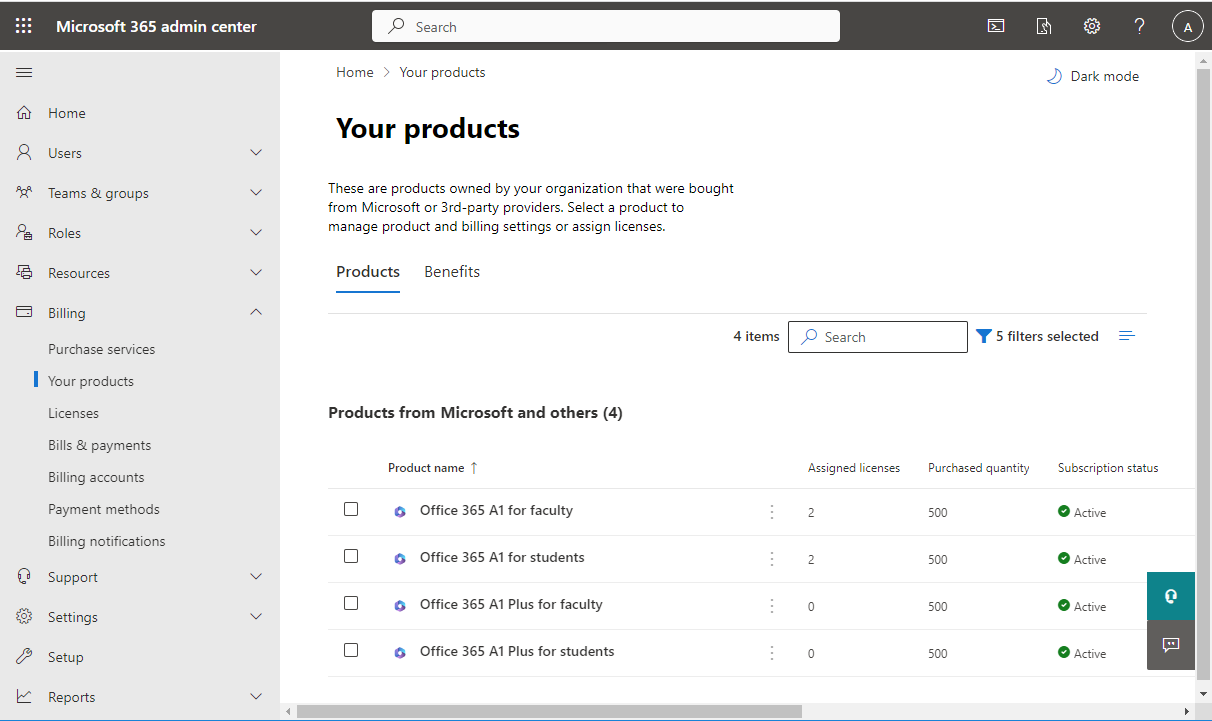 Microsoft 365 admin center
Search
?
A
Home > Your products
Dark mode
Home
Users
Teams & groups
Roles
Resources
Billing
Purchase services
Your products
Licenses
Bills & payments
Billing accounts
Payment methods
Billing notifications
Support
Settings
Setup
Reports
Your products
These are products owned by your organization that were bought
from Microsoft or 3rd-party providers. Select a product to
manage product and billing settings or assign licenses.
Products Benefits
4 items Search 5 filters selected
Products from Microsoft and others (4)
Product name ↑ Assigned licenses Purchased quantity Subscription status
Office 365 A1 for faculty 2 500 Active
Office 365 A1 for students 2 500 Active
Office 365 A1 Plus for faculty 0 500 Active
Office 365 A1 Plus for students 0 500 Active